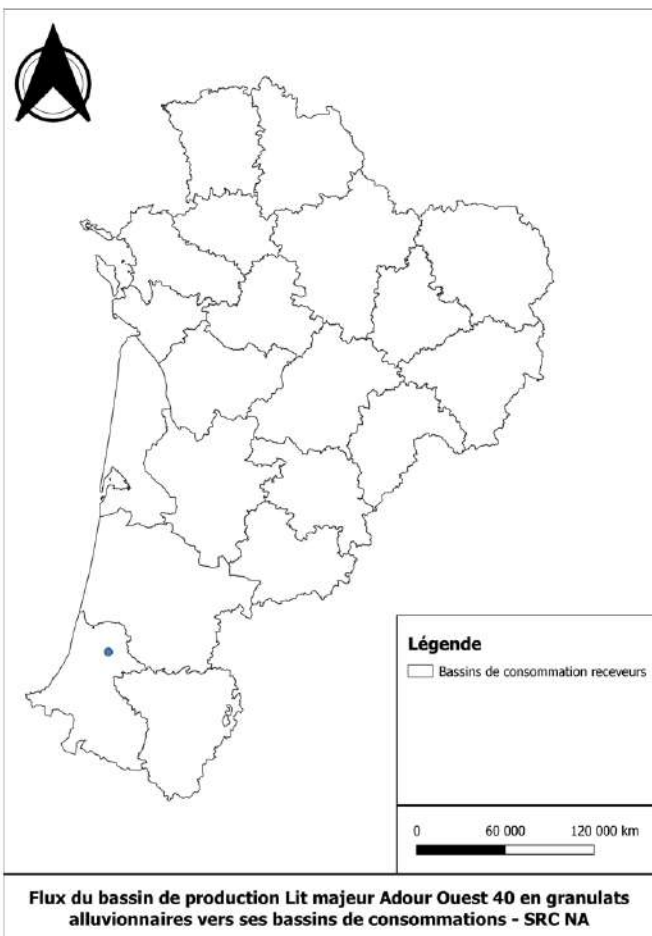 Légende
Bassins de consommation receveurs
0 60 000 120 000 km
Flux du bassin de production Lit majeur Adour Ouest 40 en granulats
alluvionnaires vers ses bassins de consommations - SRC NA